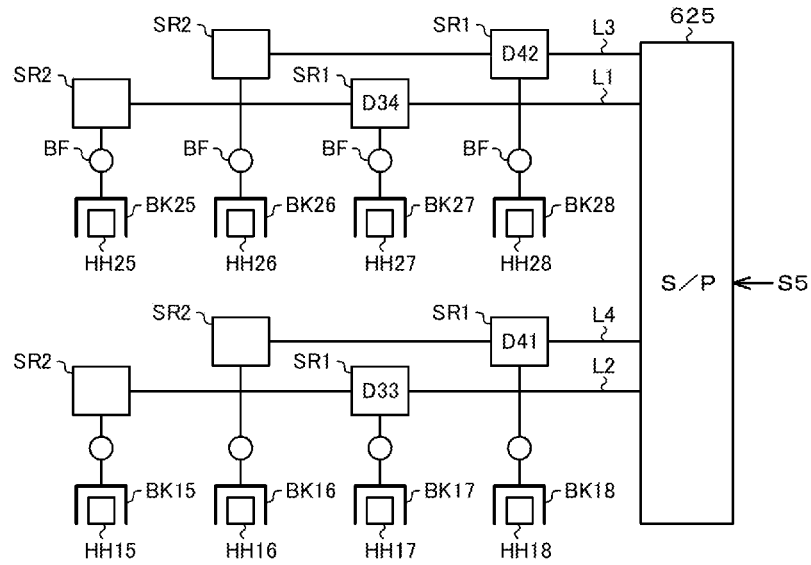 SR2 SR1 L3 625
D42
SR2 SR1 L1
D34
BF BF BF BF
BK25 BK26 BK27 BK28
HH25 HH26 HH27 HH28
S/P S5
SR2 SR1 L4
D41
SR2 SR1 L2
D33
BK15 BK16 BK17 BK18
HH15 HH16 HH17 HH18